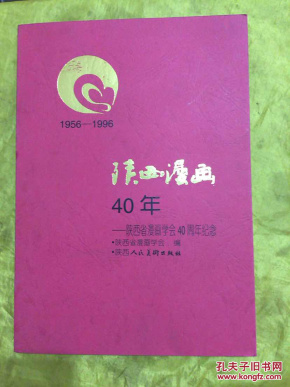 1956—1996
陕西漫画
40年
——陕西省漫画学会40周年纪念
•陕西省漫画学会 编
•陕西人民美术出版社
孔夫子旧书网